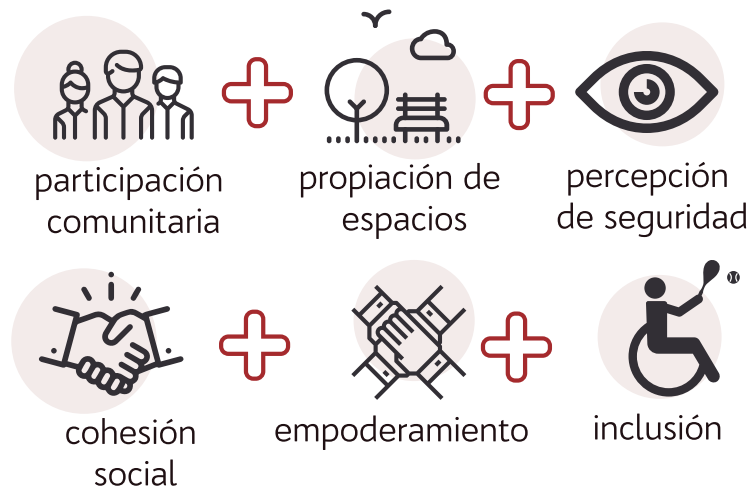 participación
comunitaria
propiación de
espacios
percepción
de seguridad
cohesión
social
empoderamiento
inclusión